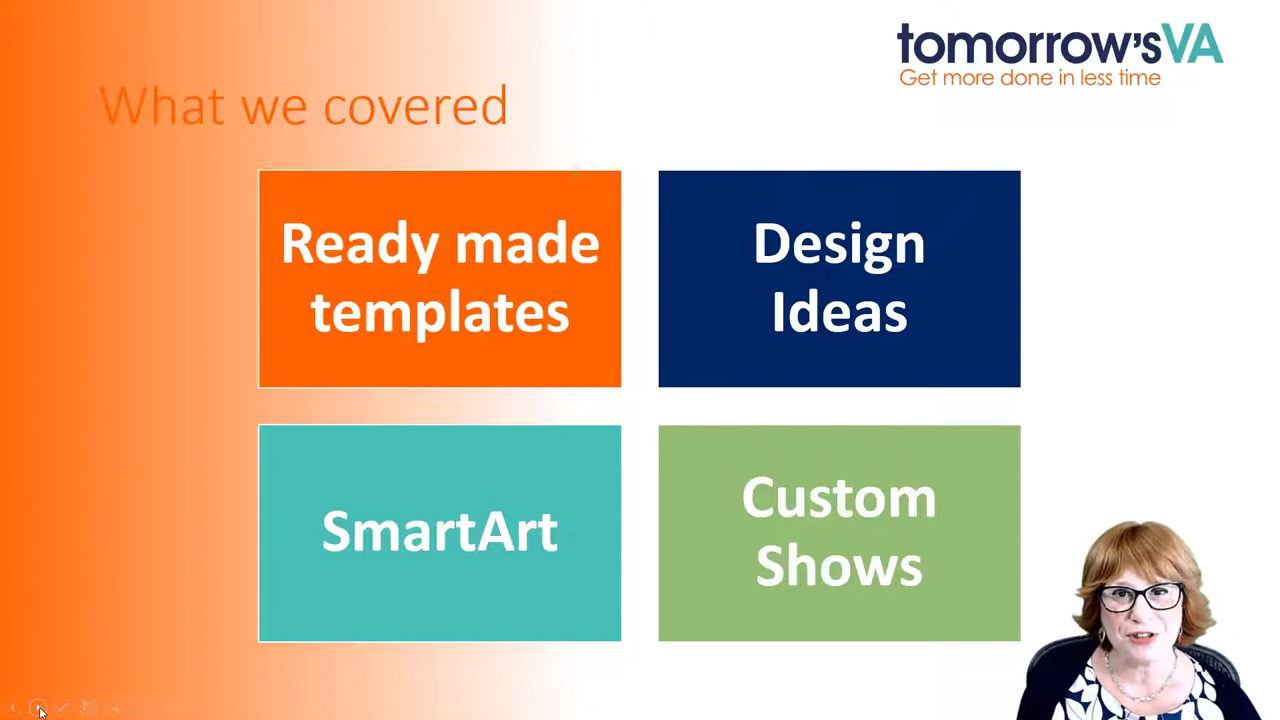 tomorrow'sVA
Get more done in less time
What we covered
Ready made
templates
Design
Ideas
SmartArt
Custom
Shows